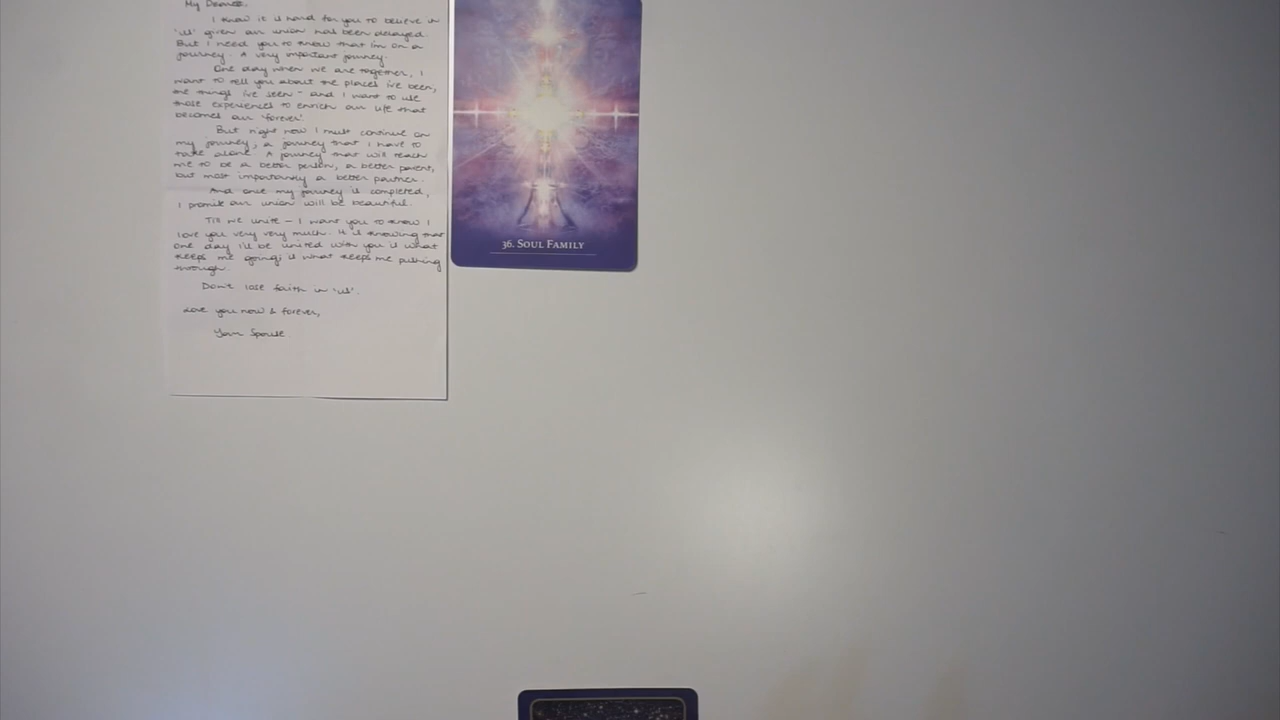 My Dearest,
I know it is hard for you to believe in
'us' given our union has been delayed.
But I need you to know that I'm on a
journey. A very important journey.
One day when we are together, I
want to tell you about the places I've been,
the things I've seen - and I want to use
those experiences to enrich our life that
becomes our 'forever'.
But right now I must continue on
my journey, a journey that I have to
take alone. A journey that will teach
me to be a better person, a better parent,
but most importantly a better partner.
And once my journey is completed,
I promise our union will be beautiful.
Till we unite - I want you to know I
love you very very much. It is knowing that
one day I'll be united with you is what
keeps me going; is what keeps me pushing
through.
Don't lose faith in 'us'.
Love you now & forever,
Your Spouse
36. SOUL FAMILY